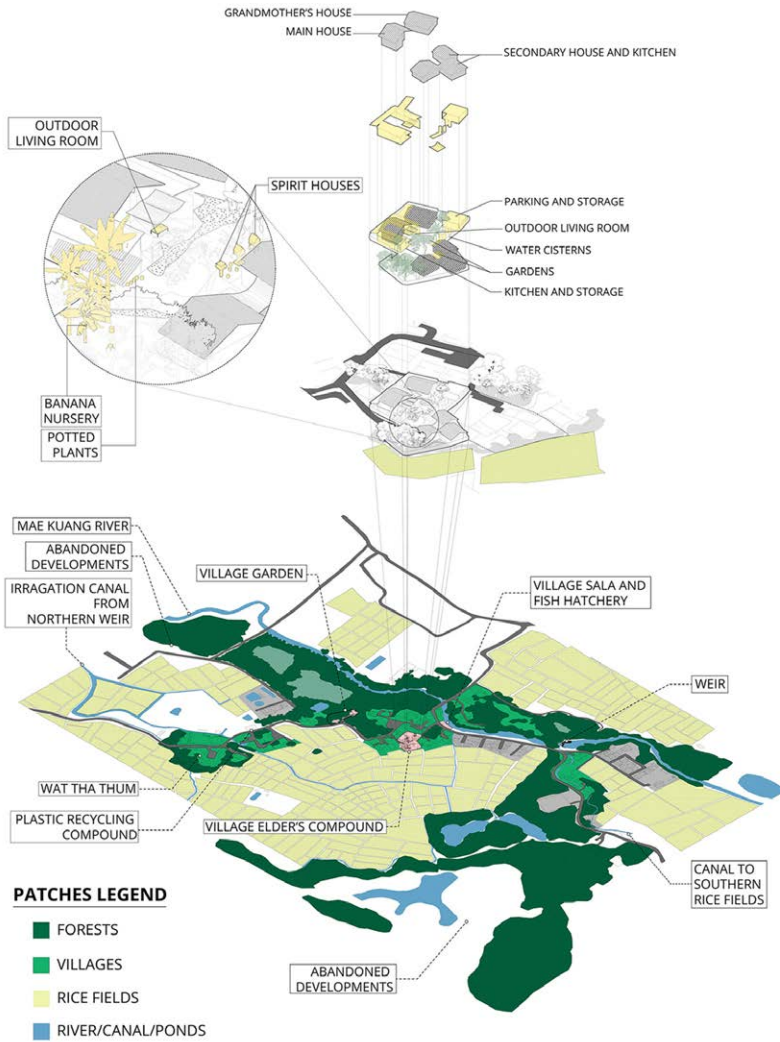 GRANDMOTHER'S HOUSE
MAIN HOUSE
SECONDARY HOUSE AND KITCHEN
OUTDOOR
LIVING ROOM
SPIRIT HOUSES
PARKING AND STORAGE
OUTDOOR LIVING ROOM
WATER CISTERNS
GARDENS
KITCHEN AND STORAGE
BANANA
NURSERY
POTTED
PLANTS
MAE KUANG RIVER
ABANDONED
DEVELOPMENTS
IRRAGATION CANAL
FROM
NORTHERN WEIR
VILLAGE GARDEN
VILLAGE SALA AND
FISH HATCHERY
WEIR
WAT THA THUM
PLASTIC RECYCLING
COMPOUND
VILLAGE ELDER'S COMPOUND
CANAL TO
SOUTHERN
RICE FIELDS
ABANDONED
DEVELOPMENTS
PATCHES LEGEND
FORESTS
VILLAGES
RICE FIELDS
RIVER/CANAL/PONDS